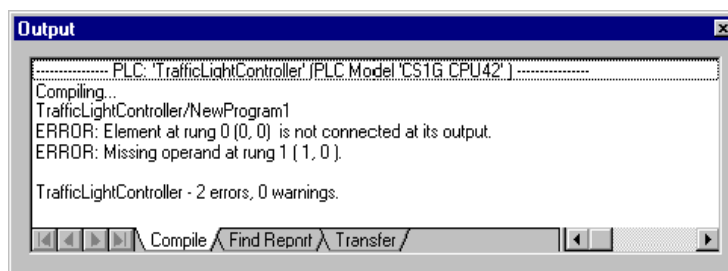 Output
---------------- PLC: 'TrafficLightController' (PLC Model 'CS1G CPU42' ) ----------------
Compiling...
TrafficLightController/NewProgram1
ERROR: Element at rung 0 (0, 0)  is not connected at its output.
ERROR: Missing operand at rung 1 ( 1, 0 ).
TrafficLightController - 2 errors, 0 warnings.
Compile / Find Report \ Transfer /